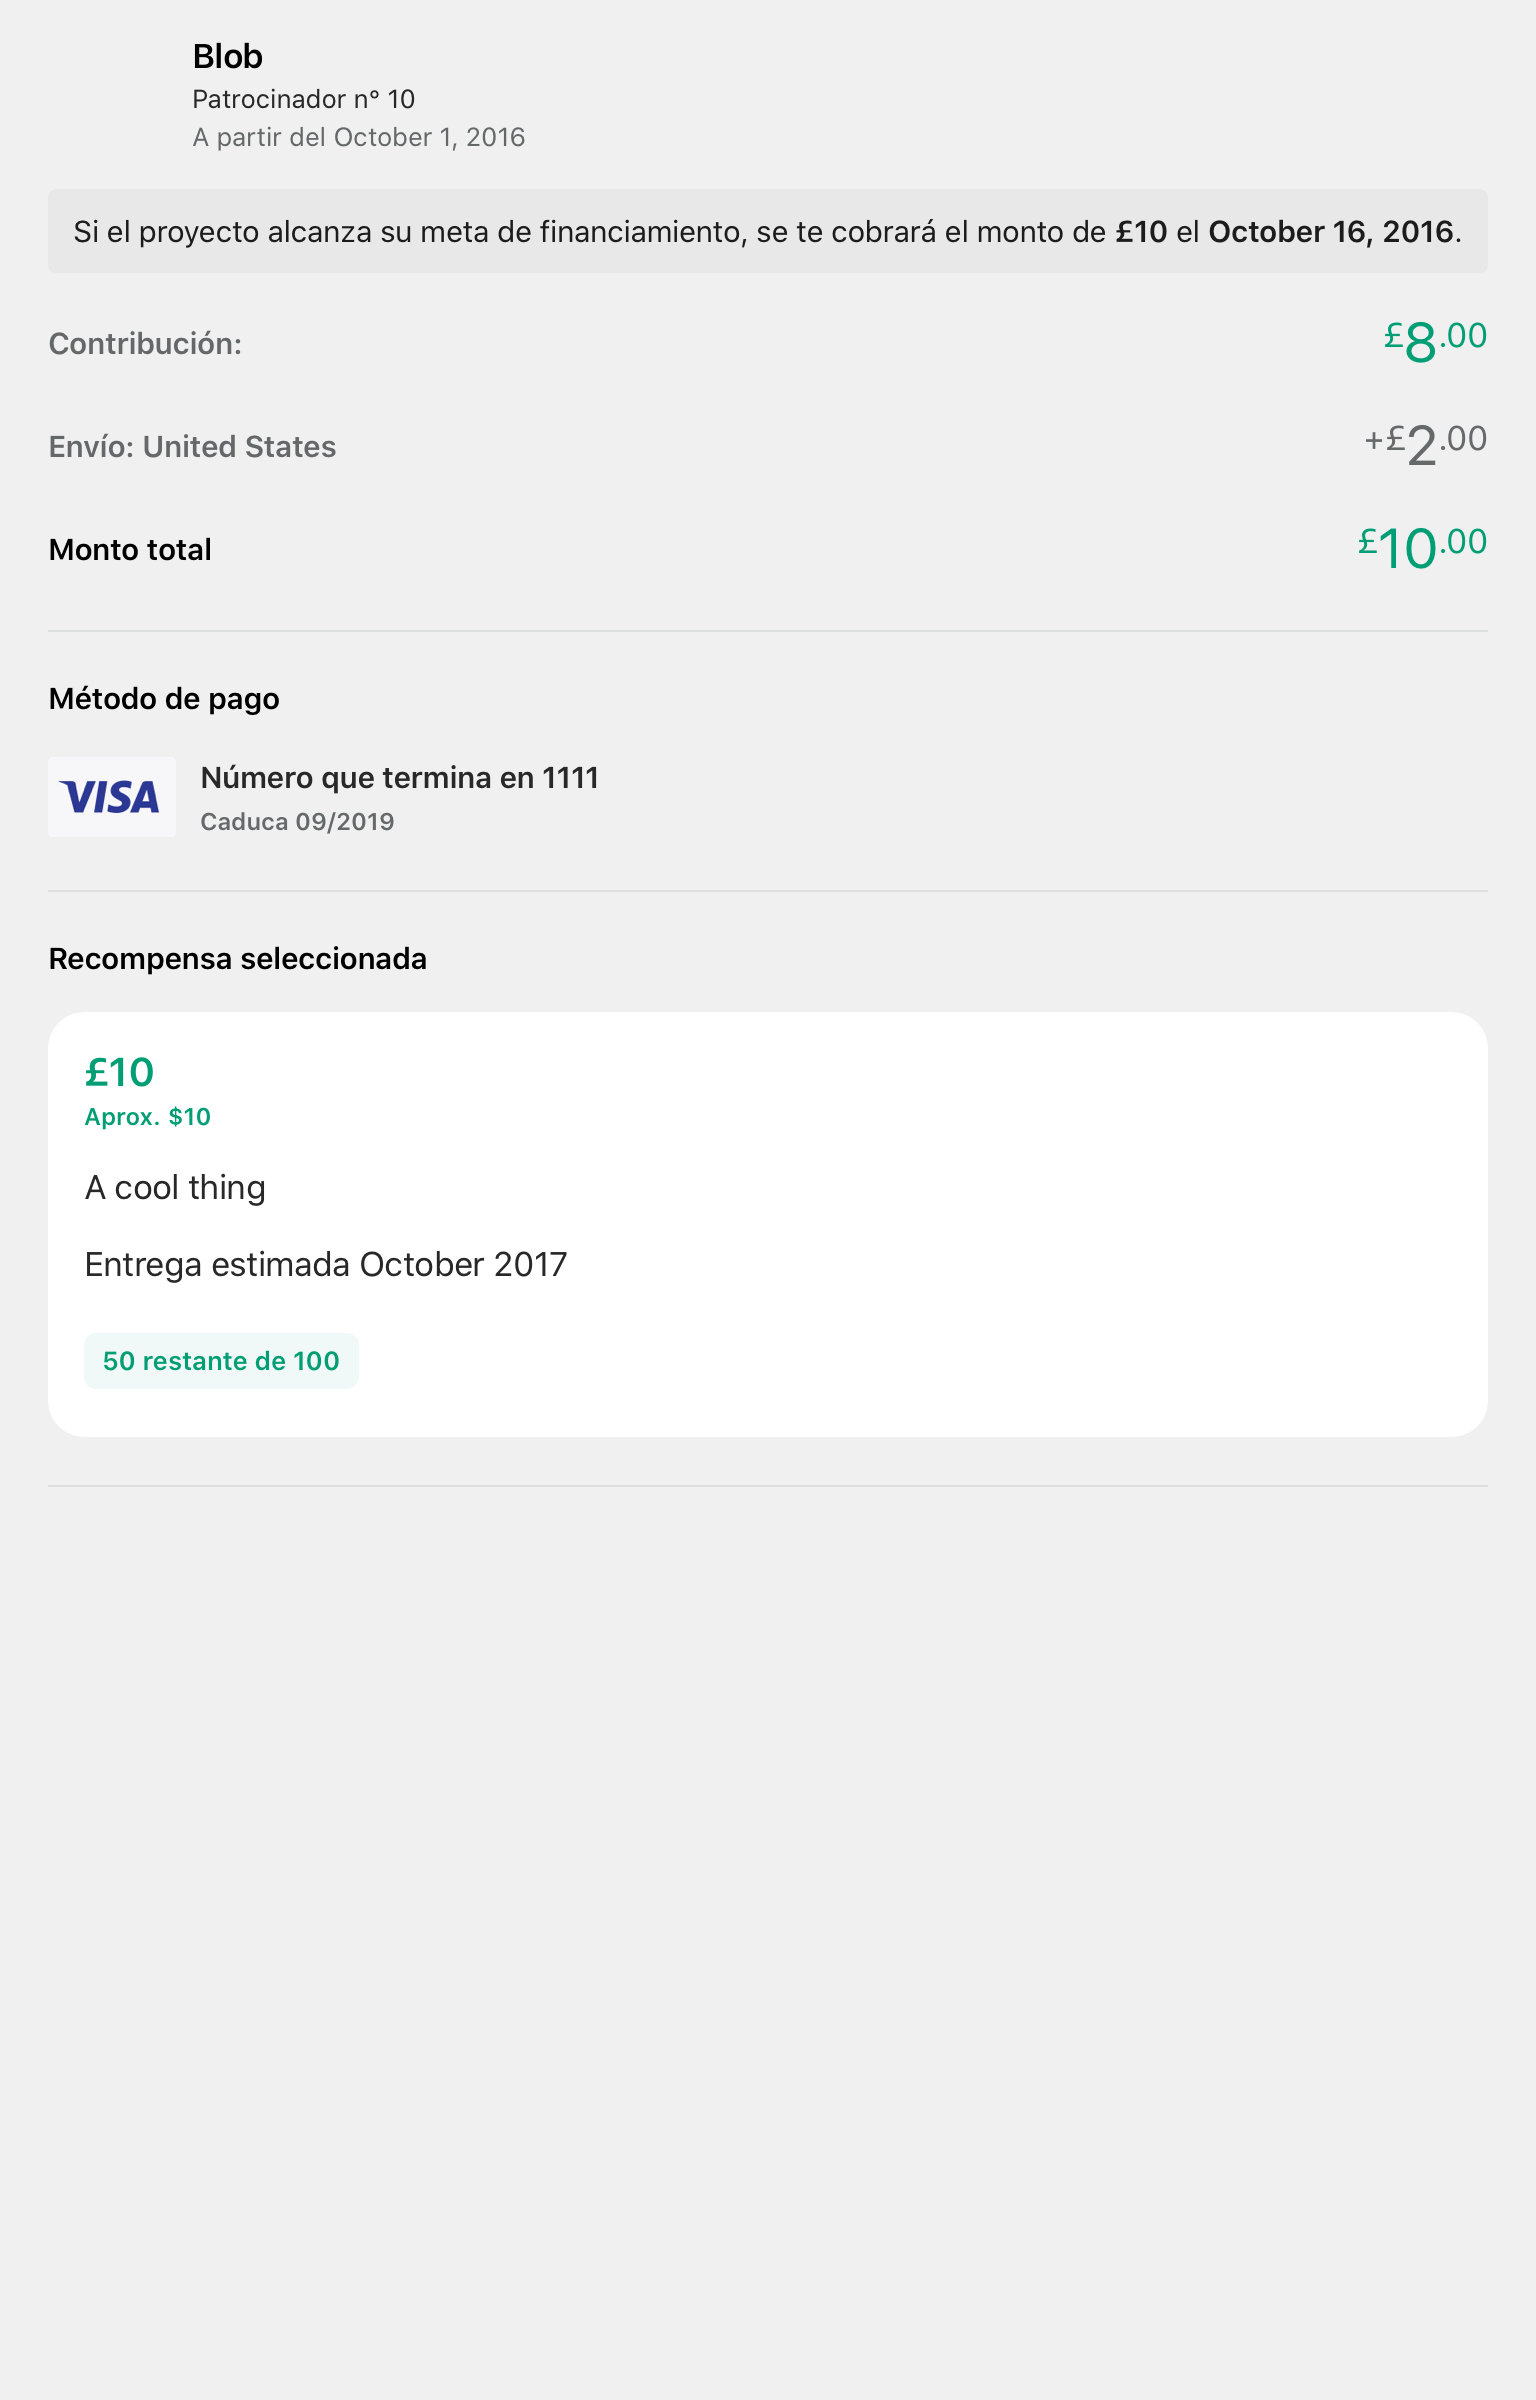 Blob
Patrocinador n° 10
A partir del October 1, 2016
Si el proyecto alcanza su meta de financiamiento, se te cobrará el monto de £10 el October 16, 2016.
Contribución: £8.00
Envío: United States +£2.00
Monto total £10.00
Método de pago
VISA
Número que termina en 1111
Caduca 09/2019
Recompensa seleccionada
£10
Aprox. $10
A cool thing
Entrega estimada October 2017
50 restante de 100